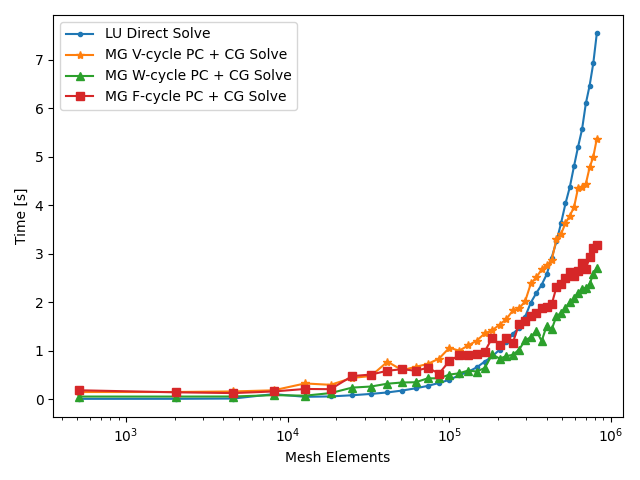 LU Direct Solve
MG V-cycle PC + CG Solve
MG W-cycle PC + CG Solve
MG F-cycle PC + CG Solve
7
6
5
4
3
2
1
0
Time [s]
10³ 10⁴ 10⁵ 10⁶
Mesh Elements